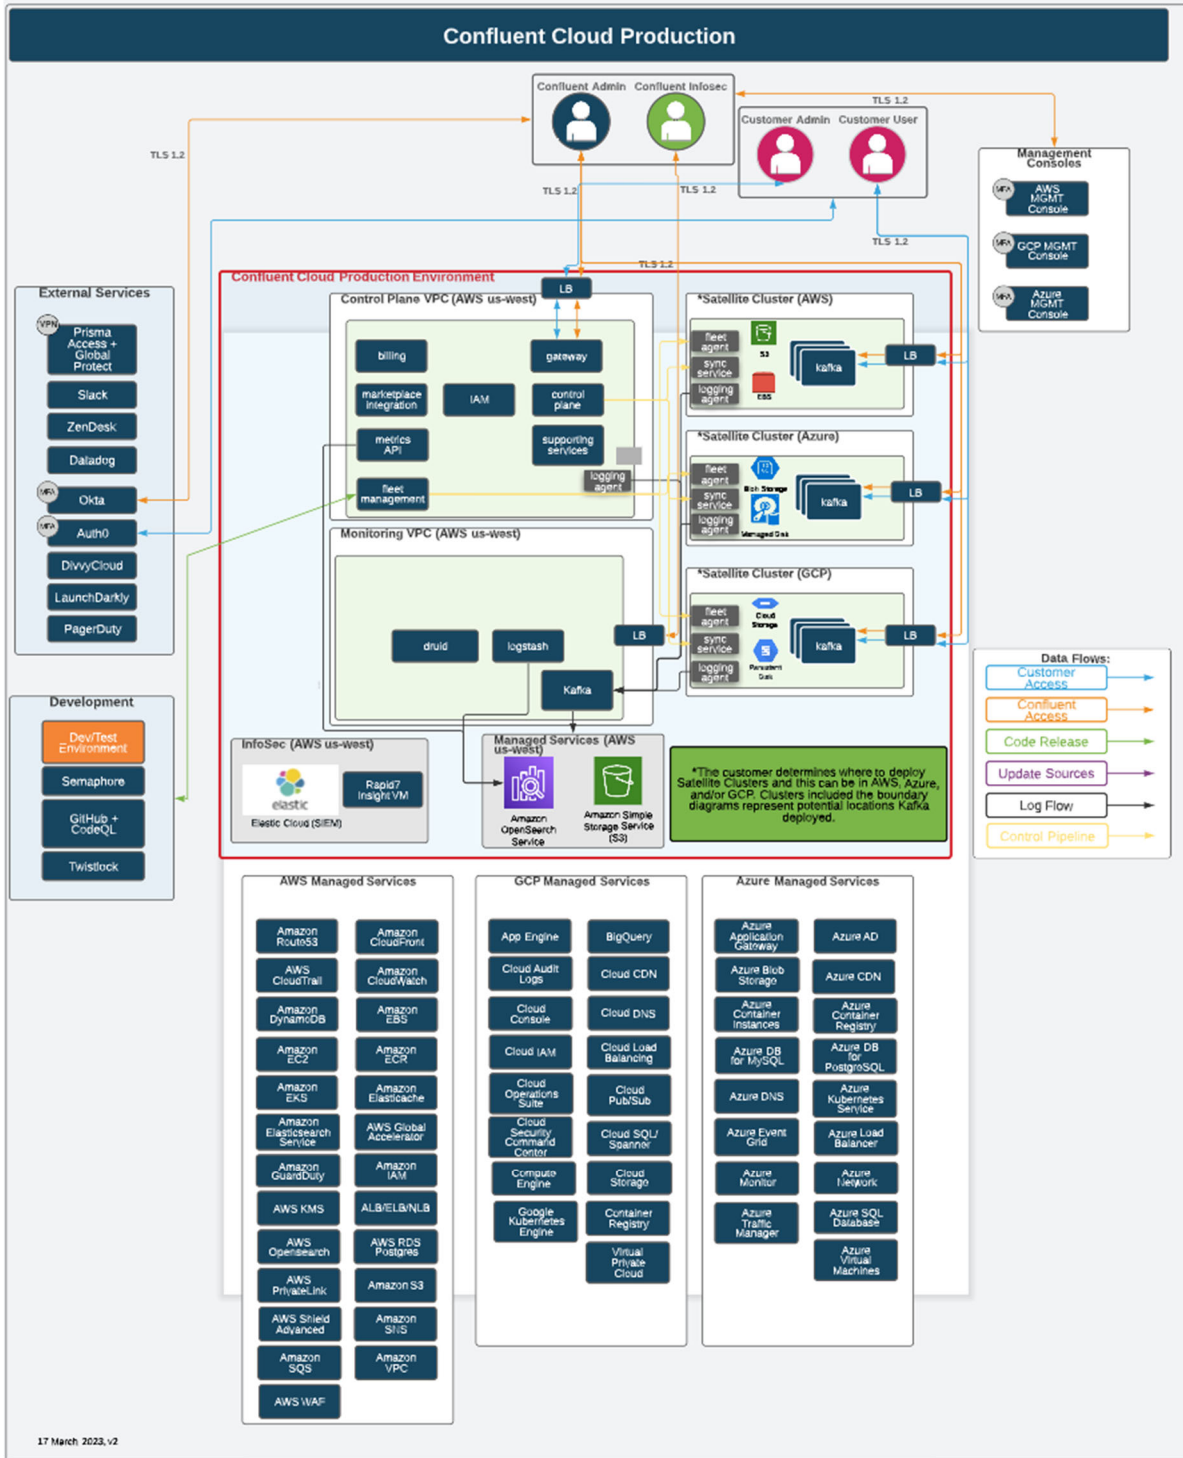 Confluent Cloud Production
Confluent Admin
Confluent Infosec
TLS 1.2
Customer Admin
Customer User
TLS 1.2
TLS 1.2
TLS 1.2
TLS 1.2
TLS 1.2
Management
Consoles
MFA
AWS
MGMT
Console
MFA
GCP MGMT
Console
MFA
Azure
MGMT
Console
External Services
VPN
Prisma
Access +
Global
Protect
Slack
ZenDesk
Datadog
MFA
Okta
MFA
Auth0
DivvyCloud
LaunchDarkly
PagerDuty
Development
Dev/Test
Environment
Semaphore
GitHub +
CodeQL
Twistlock
Confluent Cloud Production Environment
LB
Control Plane VPC (AWS us-west)
billing
gateway
marketplace
integration
IAM
control
plane
metrics
API
supporting
services
logging
agent
fleet
management
Monitoring VPC (AWS us-west)
druid
logstash
LB
Kafka
*Satellite Cluster (AWS)
fleet
agent
sync
service
logging
agent
S3
EBS
kafka
LB
*Satellite Cluster (Azure)
fleet
agent
sync
service
logging
agent
Blob Storage
Managed Disk
kafka
LB
*Satellite Cluster (GCP)
fleet
agent
sync
service
logging
agent
Cloud
Storage
Persistent
Disk
kafka
LB
InfoSec (AWS us-west)
elastic
Elastic Cloud (SIEM)
Rapid7
Insight VM
Managed Services (AWS
us-west)
Amazon
OpenSearch
Service
Amazon Simple
Storage Service
(S3)
*The customer determines where to deploy
Satellite Clusters and this can be in AWS, Azure,
and/or GCP. Clusters included the boundary
diagrams represent potential locations Kafka
deployed.
Data Flows:
Customer
Access
Confluent
Access
Code Release
Update Sources
Log Flow
Control Pipeline
AWS Managed Services
Amazon
Route53
Amazon
CloudFront
AWS
CloudTrail
Amazon
CloudWatch
Amazon
DynamoDB
Amazon
EBS
Amazon
EC2
Amazon
ECR
Amazon
EKS
Amazon
Elasticache
Amazon
Elasticsearch
Service
AWS Global
Accelerator
Amazon
GuardDuty
Amazon
IAM
AWS KMS
ALB/ELB/NLB
AWS
Opensearch
AWS RDS
Postgres
AWS
PrivateLink
Amazon S3
AWS Shield
Advanced
Amazon
SNS
Amazon
SQS
Amazon
VPC
AWS WAF
GCP Managed Services
App Engine
BigQuery
Cloud Audit
Logs
Cloud CDN
Cloud
Console
Cloud DNS
Cloud IAM
Cloud Load
Balancing
Cloud
Operations
Suite
Cloud
Pub/Sub
Cloud
Security
Command
Center
Cloud SQL/
Spanner
Compute
Engine
Cloud
Storage
Google
Kubernetes
Engine
Container
Registry
Virtual
Private
Cloud
Azure Managed Services
Azure
Application
Gateway
Azure AD
Azure Blob
Storage
Azure CDN
Azure
Container
Instances
Azure
Container
Registry
Azure DB
for MySQL
Azure DB
for
PostgroSQL
Azure DNS
Azure
Kubernetes
Service
Azure Event
Grid
Azure Load
Balancer
Azure
Monitor
Azure
Network
Azure
Traffic
Manager
Azure SQL
Database
Azure
Virtual
Machines
17 March, 2023, v2